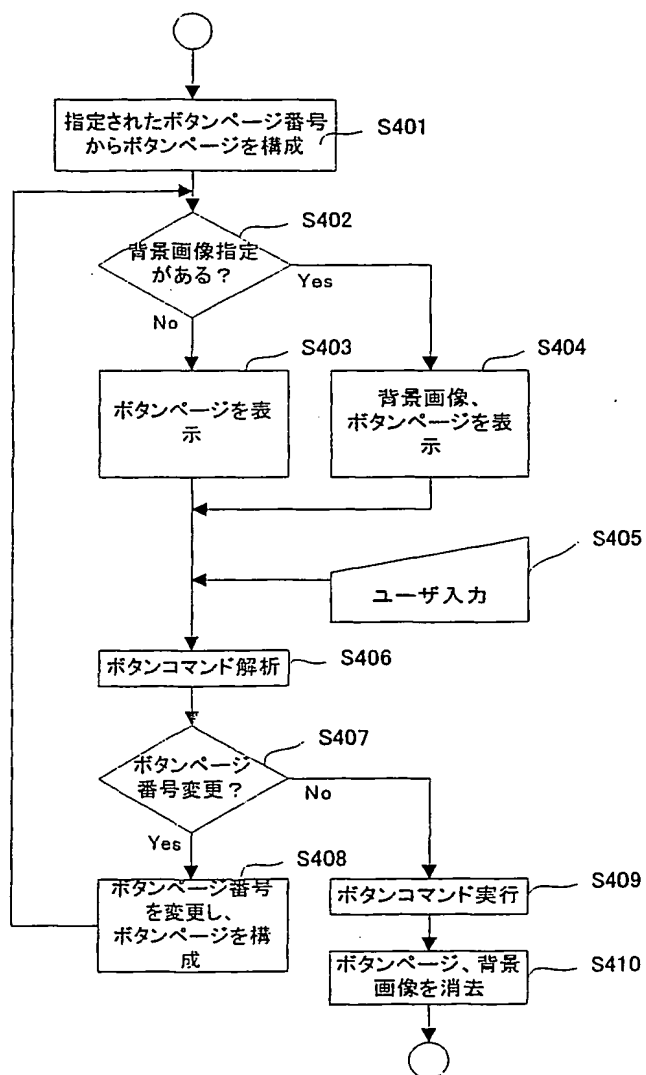 指定されたボタンページ番号
からボタンページを構成
S401
S402
背景画像指定
がある？
Yes
No
S403
S404
ボタンページを表
示
背景画像、
ボタンページを表
示
S405
ユーザ入力
ボタンコマンド解析
S406
S407
ボタンページ
番号変更？
No
Yes
S408
ボタンページ番号
を変更し、
ボタンページを構
成
S409
ボタンコマンド実行
ボタンページ、背景
画像を消去
S410